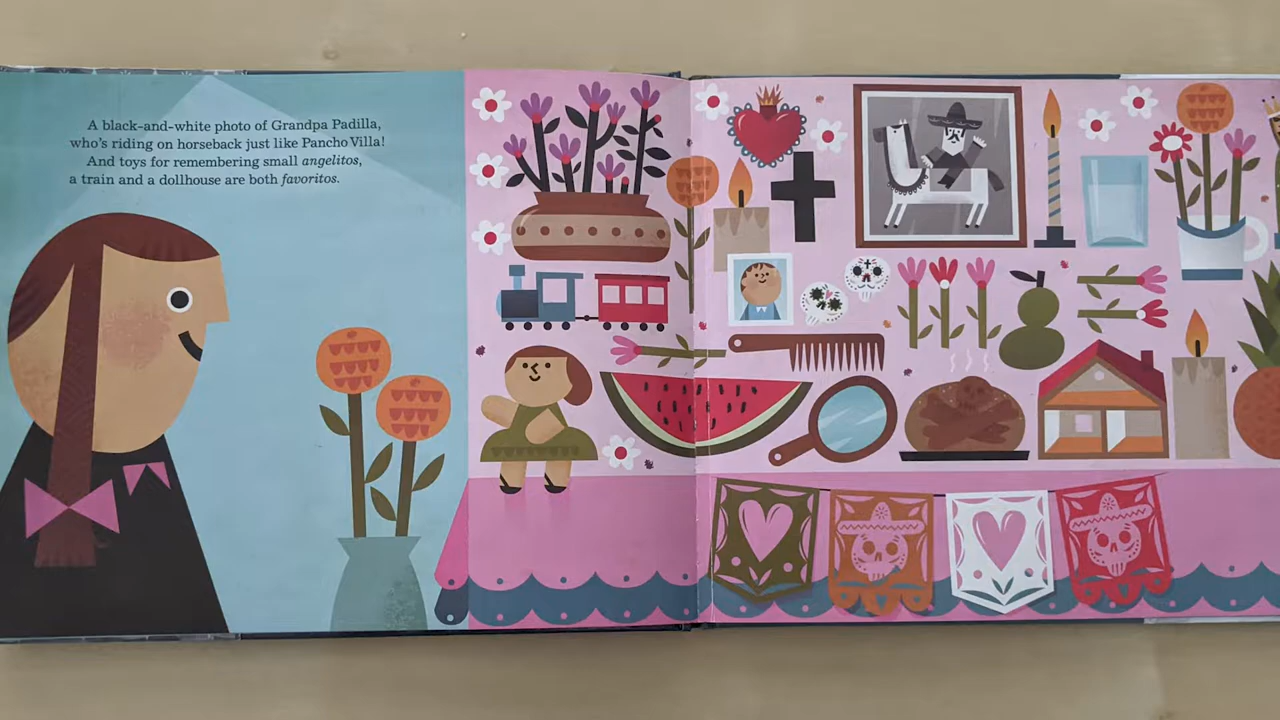 A black-and-white photo of Grandpa Padilla,
who's riding on horseback just like Pancho Villa!
And toys for remembering small angelitos,
a train and a dollhouse are both favoritos.